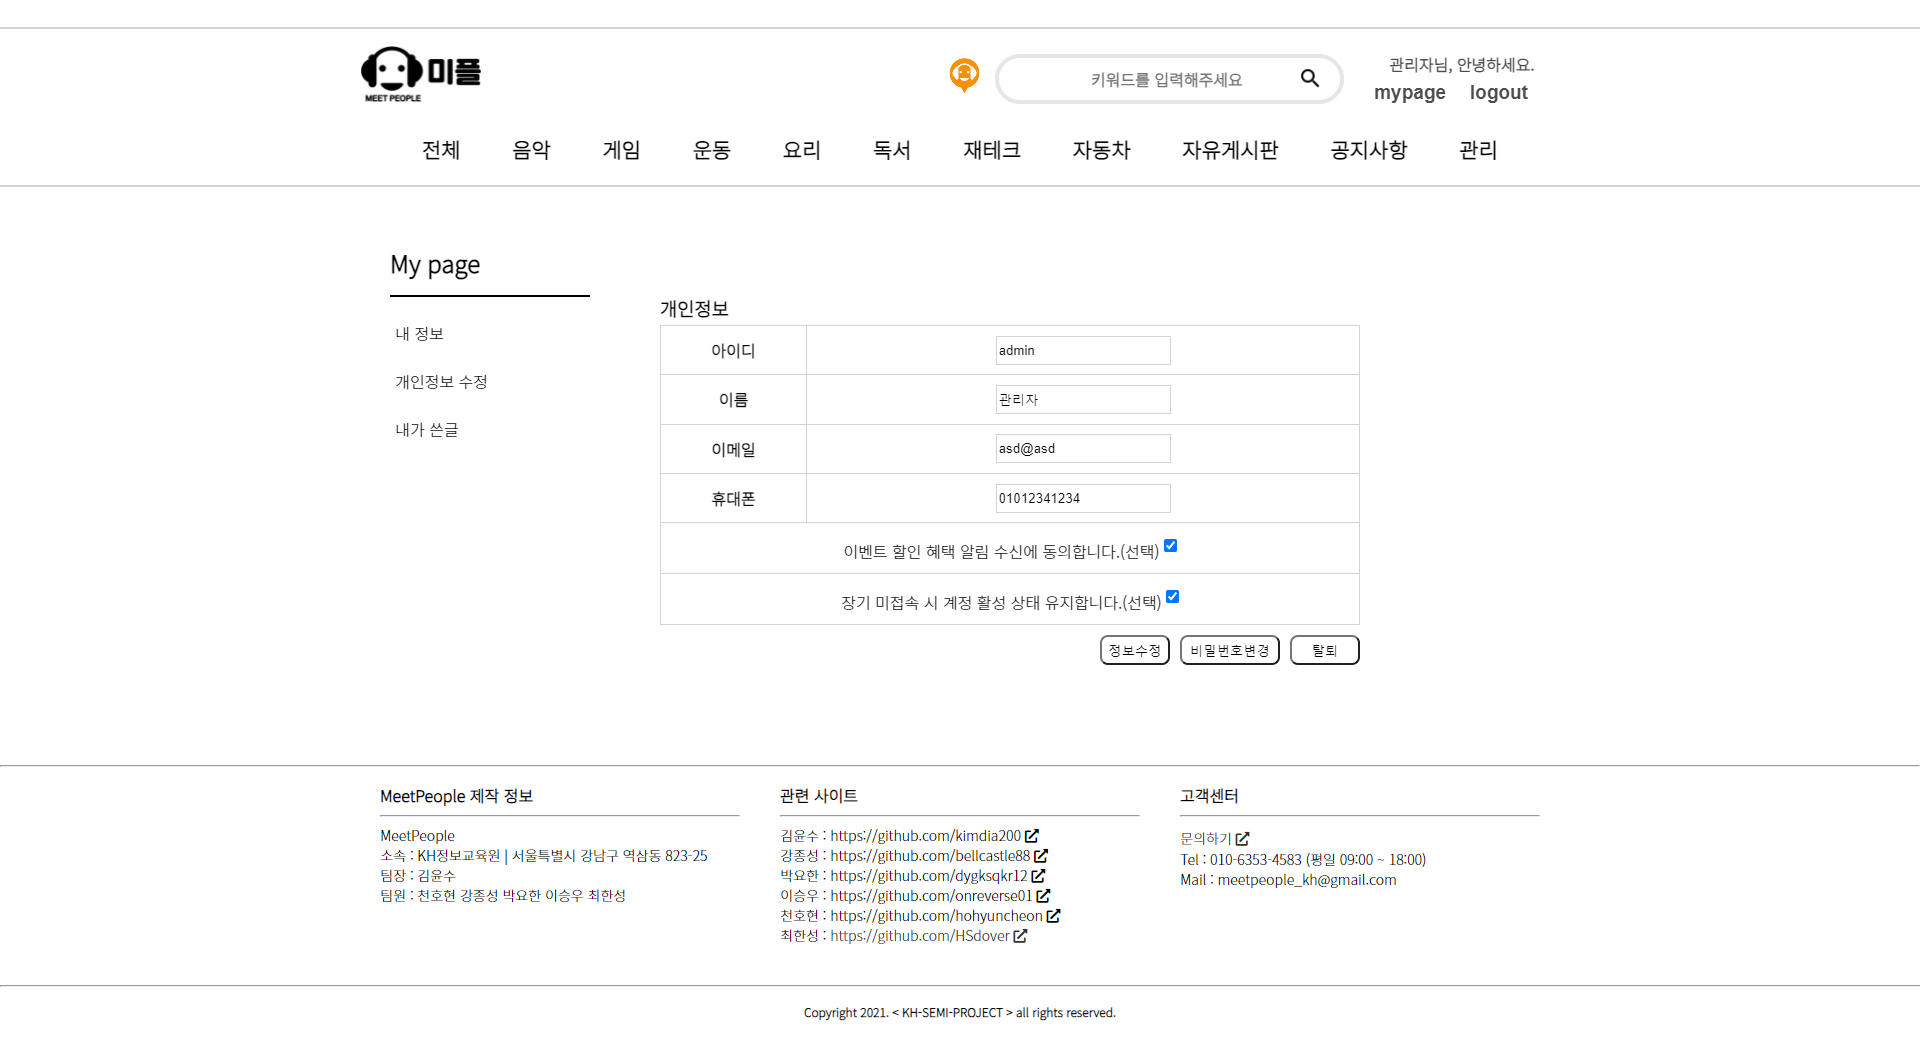 미플
MEET PEOPLE
키워드를 입력해주세요
관리자님, 안녕하세요.
mypage logout
전체 음악 게임 운동 요리 독서 재테크 자동차 자유게시판 공지사항 관리
My page
내 정보
개인정보 수정
내가 쓴글
개인정보
아이디 admin
이름 관리자
이메일 asd@asd
휴대폰 01012341234
이벤트 할인 혜택 알림 수신에 동의합니다.(선택)
장기 미접속 시 계정 활성 상태 유지합니다.(선택)
정보수정 비밀번호변경 탈퇴
MeetPeople 제작 정보
MeetPeople
소속 : KH정보교육원 | 서울특별시 강남구 역삼동 823-25
팀장 : 김윤수
팀원 : 천호현 강종성 박요한 이승우 최한성
관련 사이트
김윤수 : https://github.com/kimdia200
강종성 : https://github.com/bellcastle88
박요한 : https://github.com/dygksqkr12
이승우 : https://github.com/onreverse01
천호현 : https://github.com/hohyuncheon
최한성 : https://github.com/HSdover
고객센터
문의하기
Tel : 010-6353-4583 (평일 09:00 ~ 18:00)
Mail : meetpeople_kh@gmail.com
Copyright 2021. < KH-SEMI-PROJECT > all rights reserved.